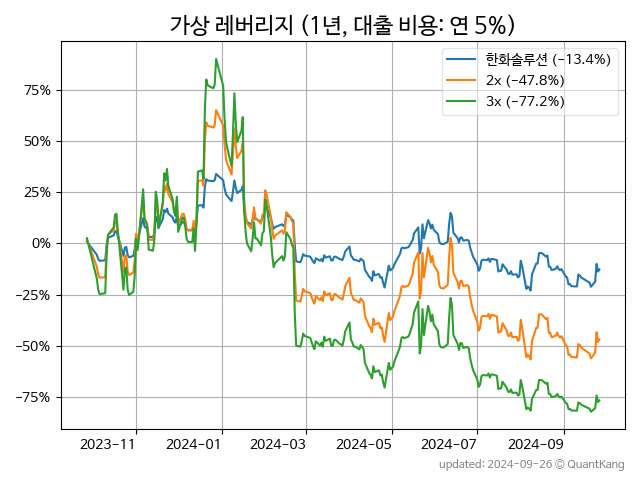 가상 레버리지 (1년, 대출 비용: 연 5%)
한화솔루션 (−13.4%)
2x (−47.8%)
3x (−77.2%)
75%
50%
25%
0%
−25%
−50%
−75%
2023-11
2024-01
2024-03
2024-05
2024-07
2024-09
updated: 2024-09-26 © QuantKang